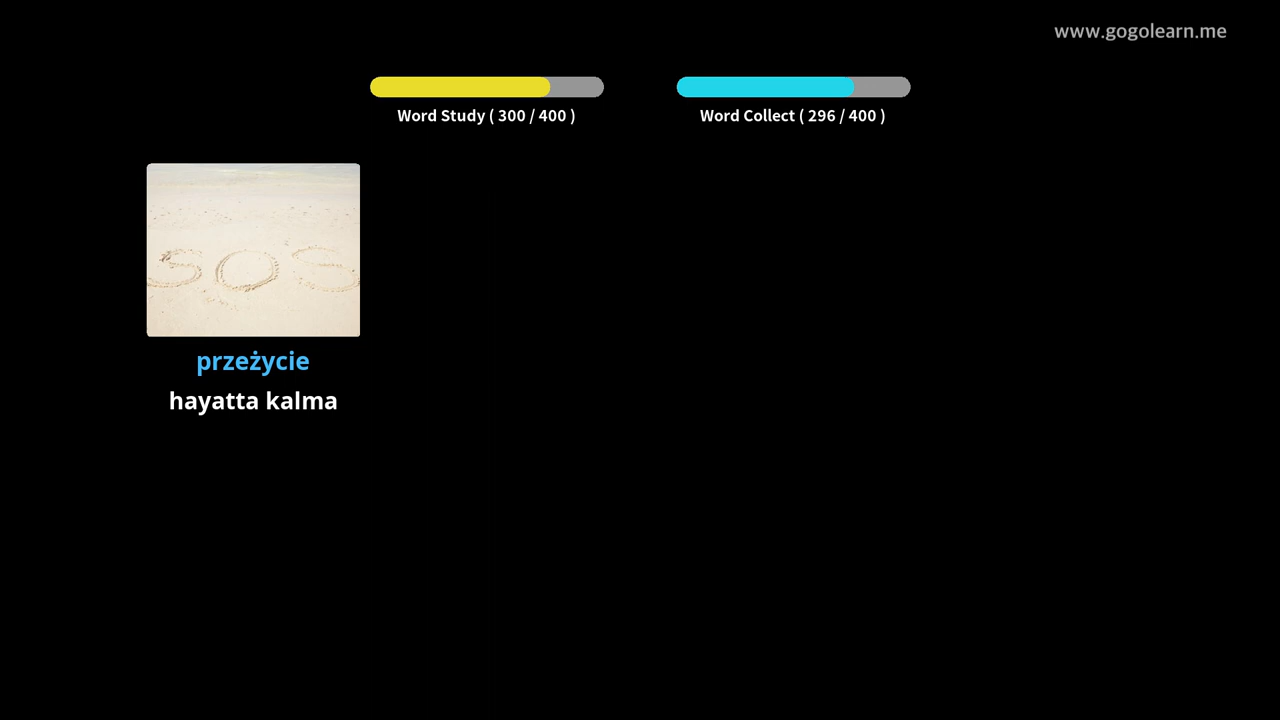 www.gogolearn.me
Word Study ( 300 / 400 )
Word Collect ( 296 / 400 )
SOS
przeżycie
hayatta kalma